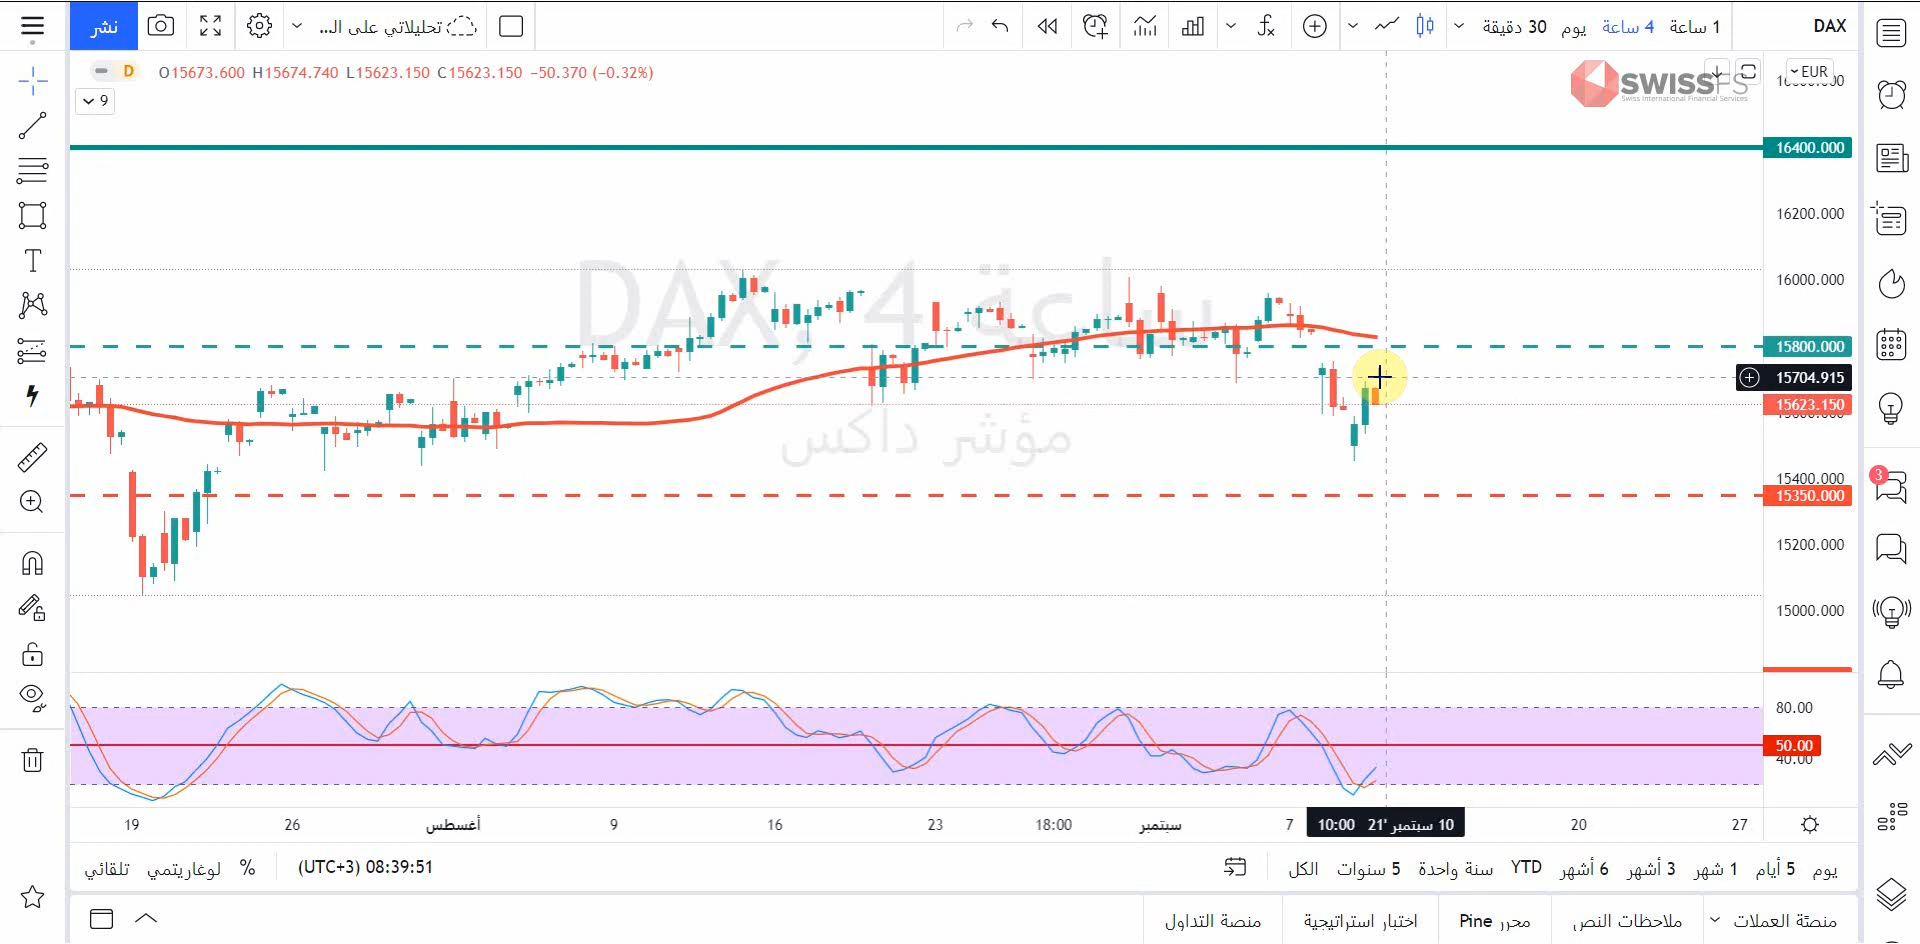 نشر
تحليلاتي على الـ...
30 دقيقة
يوم
4 ساعة
1 ساعة
DAX
D
O15673.600 H15674.740 L15623.150 C15623.150 −50.370 (−0.32%)
9
SWISSFS
Swiss International Financial Services
EUR
16400.000
16200.000
16000.000
15800.000
15704.915
15623.150
15400.000
15350.000
15200.000
15000.000
DAX, 4 ساعة
مؤشر داكس
80.00
50.00
40.00
3
19
26
أغسطس
9
16
23
18:00
سبتمبر
7
10 سبتمبر '21 10:00
20
27
تلقائي
لوغاريتمي
%
08:39:51 (UTC+3)
الكل
5 سنوات
سنة واحدة
YTD
6 أشهر
3 أشهر
1 شهر
5 أيام
يوم
منصة التداول
اختبار استراتيجية
محرر Pine
ملاحظات النص
منصئة العملات